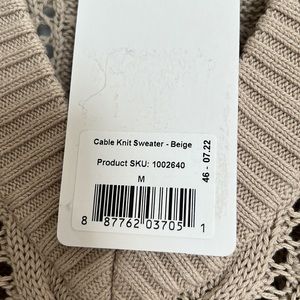 Cable Knit Sweater - Beige
Product SKU: 1002640
M
8 87762 03705 1
46 - 07.22